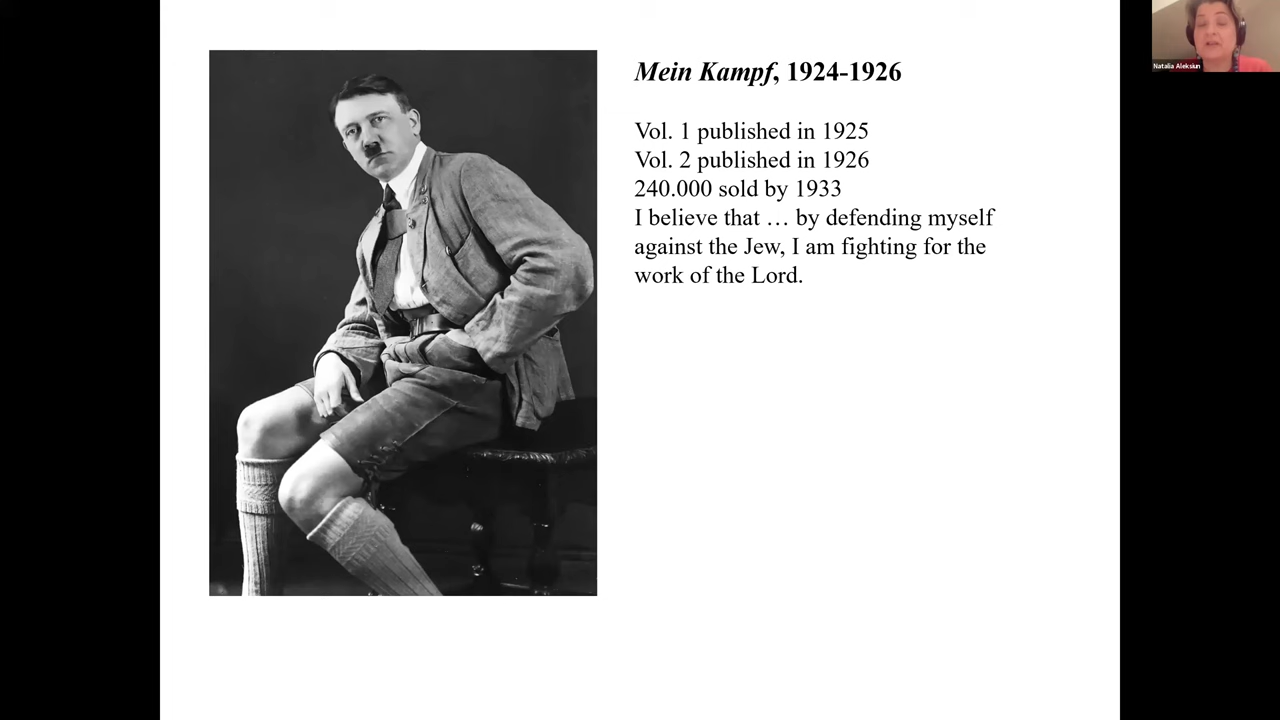 Mein Kampf, 1924-1926
Vol. 1 published in 1925
Vol. 2 published in 1926
240.000 sold by 1933
I believe that … by defending myself
against the Jew, I am fighting for the
work of the Lord.
Natalia Aleksiun